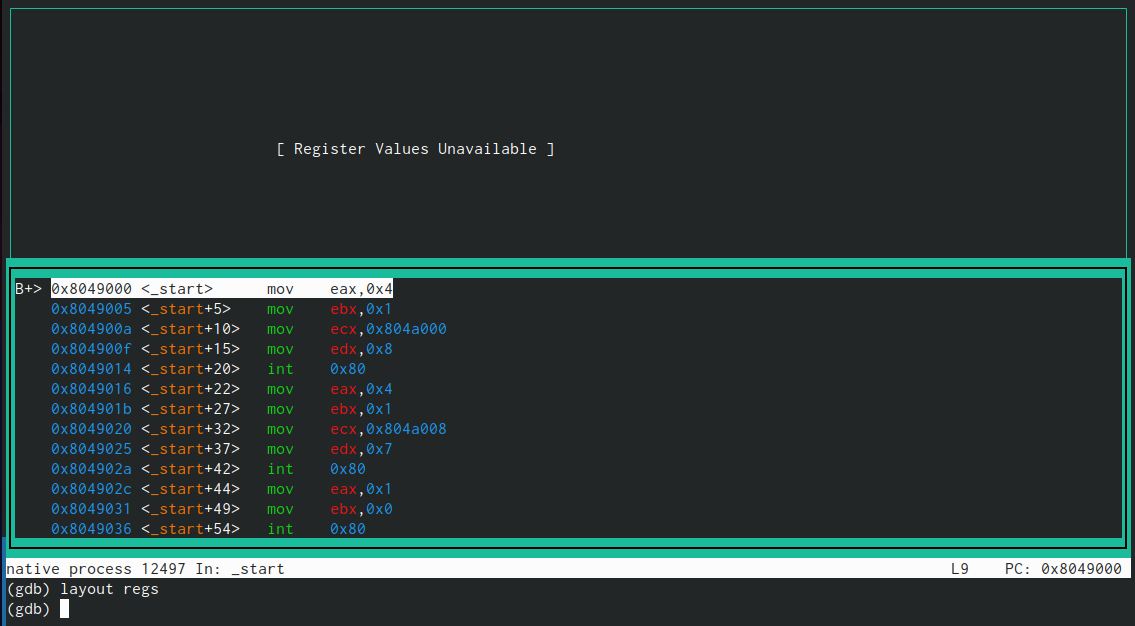 [ Register Values Unavailable ]
B+> 0x8049000 <_start> mov eax,0x4
0x8049005 <_start+5> mov ebx,0x1
0x804900a <_start+10> mov ecx,0x804a000
0x804900f <_start+15> mov edx,0x8
0x8049014 <_start+20> int 0x80
0x8049016 <_start+22> mov eax,0x4
0x804901b <_start+27> mov ebx,0x1
0x8049020 <_start+32> mov ecx,0x804a008
0x8049025 <_start+37> mov edx,0x7
0x804902a <_start+42> int 0x80
0x804902c <_start+44> mov eax,0x1
0x8049031 <_start+49> mov ebx,0x0
0x8049036 <_start+54> int 0x80
native process 12497 In: _start L9 PC: 0x8049000
(gdb) layout regs
(gdb)